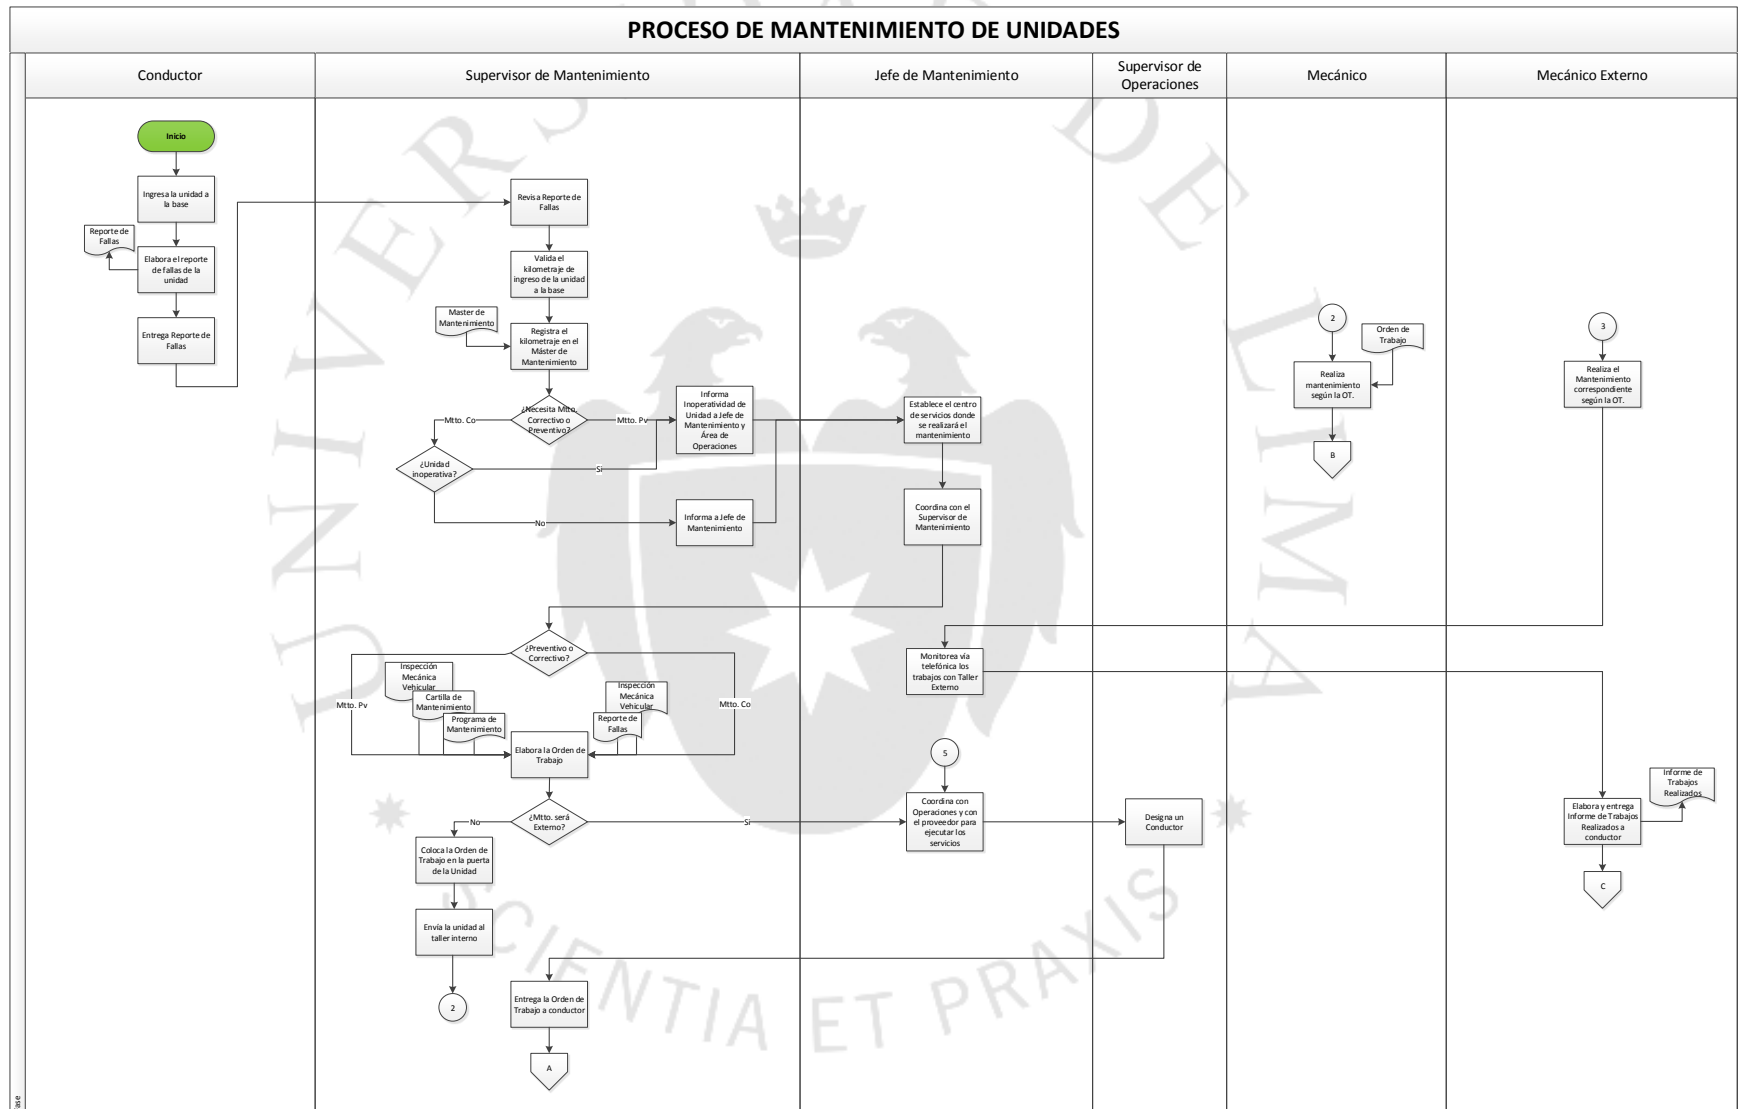 PROCESO DE MANTENIMIENTO DE UNIDADES
Conductor
Supervisor de Mantenimiento
Jefe de Mantenimiento
Supervisor de
Operaciones
Mecánico
Mecánico Externo
Inicio
Ingresa la unidad a
la base
Reporte de
Fallas
Elabora el reporte
de fallas de la
unidad
Entrega Reporte de
Fallas
Revisa Reporte de
Fallas
Valida el
kilometraje de
ingreso de la unidad
a la base
Master de
Mantenimiento
Registra el
kilometraje en el
Máster de
Mantenimiento
¿Necesita Mtto.
Correctivo o
Preventivo?
Mtto. Co
Mtto. Pv
¿Unidad
inoperativa?
Si
No
Informa
Inoperatividad de
Unidad a Jefe de
Mantenimiento y
Área de
Operaciones
Informa a Jefe de
Mantenimiento
Establece el centro
de servicios donde
se realizará el
mantenimiento
Coordina con el
Supervisor de
Mantenimiento
2
Orden de
Trabajo
Realiza
mantenimiento
según la OT.
B
3
Realiza el
Mantenimiento
correspondiente
según la OT.
¿Preventivo o
Correctivo?
Mtto. Pv
Mtto. Co
Inspección
Mecánica
Vehicular
Cartilla de
Mantenimiento
Programa de
Mantenimiento
Inspección
Mecánica
Vehicular
Reporte de
Fallas
Elabora la Orden de
Trabajo
¿Mtto. será
Externo?
No
Si
Coloca la Orden de
Trabajo en la puerta
de la Unidad
Envía la unidad al
taller interno
2
Entrega la Orden de
Trabajo a conductor
A
Monitorea vía
telefónica los
trabajos con Taller
Externo
5
Coordina con
Operaciones y con
el proveedor para
ejecutar los
servicios
Designa un
Conductor
Informe de
Trabajos
Realizados
Elabora y entrega
Informe de Trabajos
Realizados a
conductor
C
UNIVERSIDAD DE LIMA
SCIENTIA ET PRAXIS